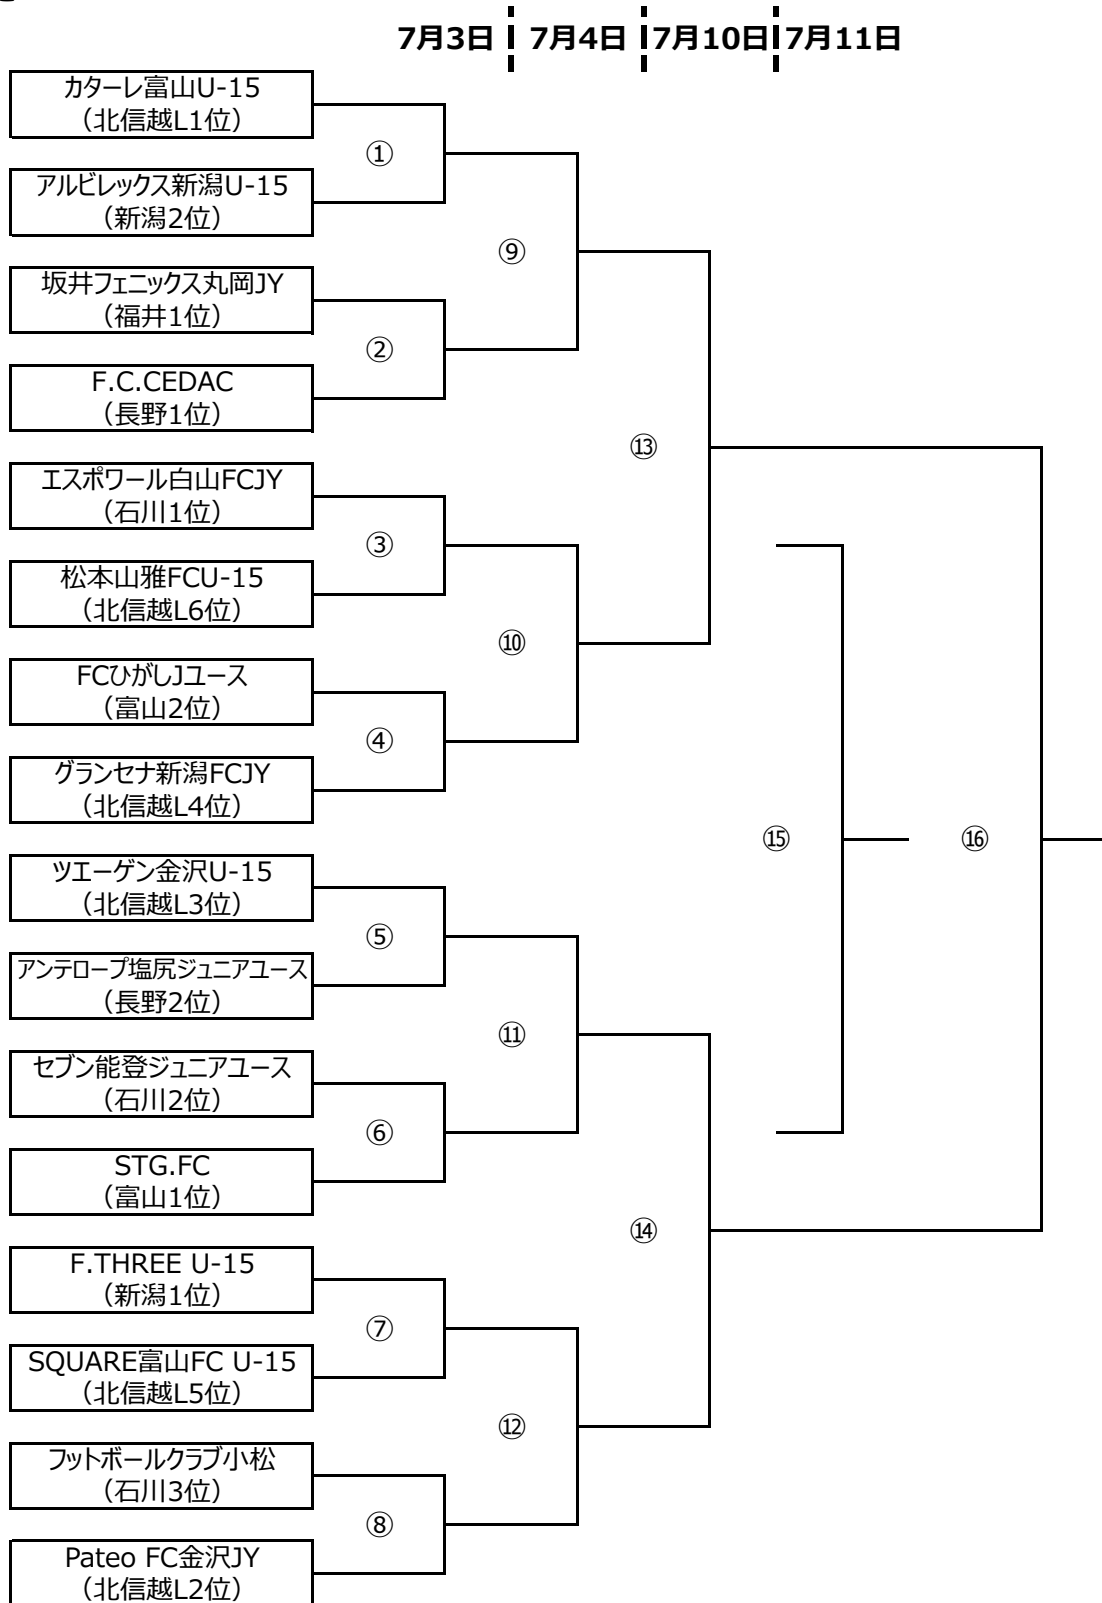 7月3日 7月4日 7月10日 7月11日
カターレ富山U-15
（北信越L1位）
①
アルビレックス新潟U-15
（新潟2位）
⑨
坂井フェニックス丸岡JY
（福井1位）
②
F.C.CEDAC
（長野1位）
⑬
エスポワール白山FCJY
（石川1位）
③
松本山雅FCU-15
（北信越L6位）
⑩
FCひがしJユース
（富山2位）
④
グランセナ新潟FCJY
（北信越L4位）
⑮ ⑯
ツエーゲン金沢U-15
（北信越L3位）
⑤
アンテロープ塩尻ジュニアユース
（長野2位）
⑪
セブン能登ジュニアユース
（石川2位）
⑥
STG.FC
（富山1位）
⑭
F.THREE U-15
（新潟1位）
⑦
SQUARE富山FC U-15
（北信越L5位）
⑫
フットボールクラブ小松
（石川3位）
⑧
Pateo FC金沢JY
（北信越L2位）